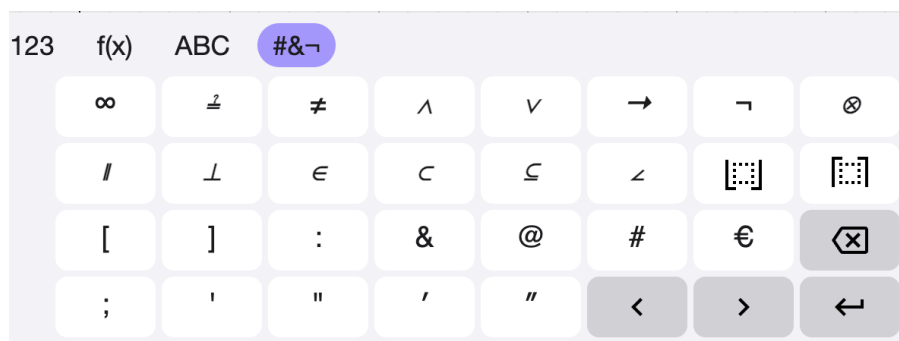 123 f(x) ABC #&¬
∞ ≟ ≠ ∧ ∨ → ¬ ⊗
∥ ⊥ ∈ ⊂ ⊆ ∠ ⌊⬚⌋ ⌈⬚⌉
[ ] : & @ # €
; ' " ′ ″ < >